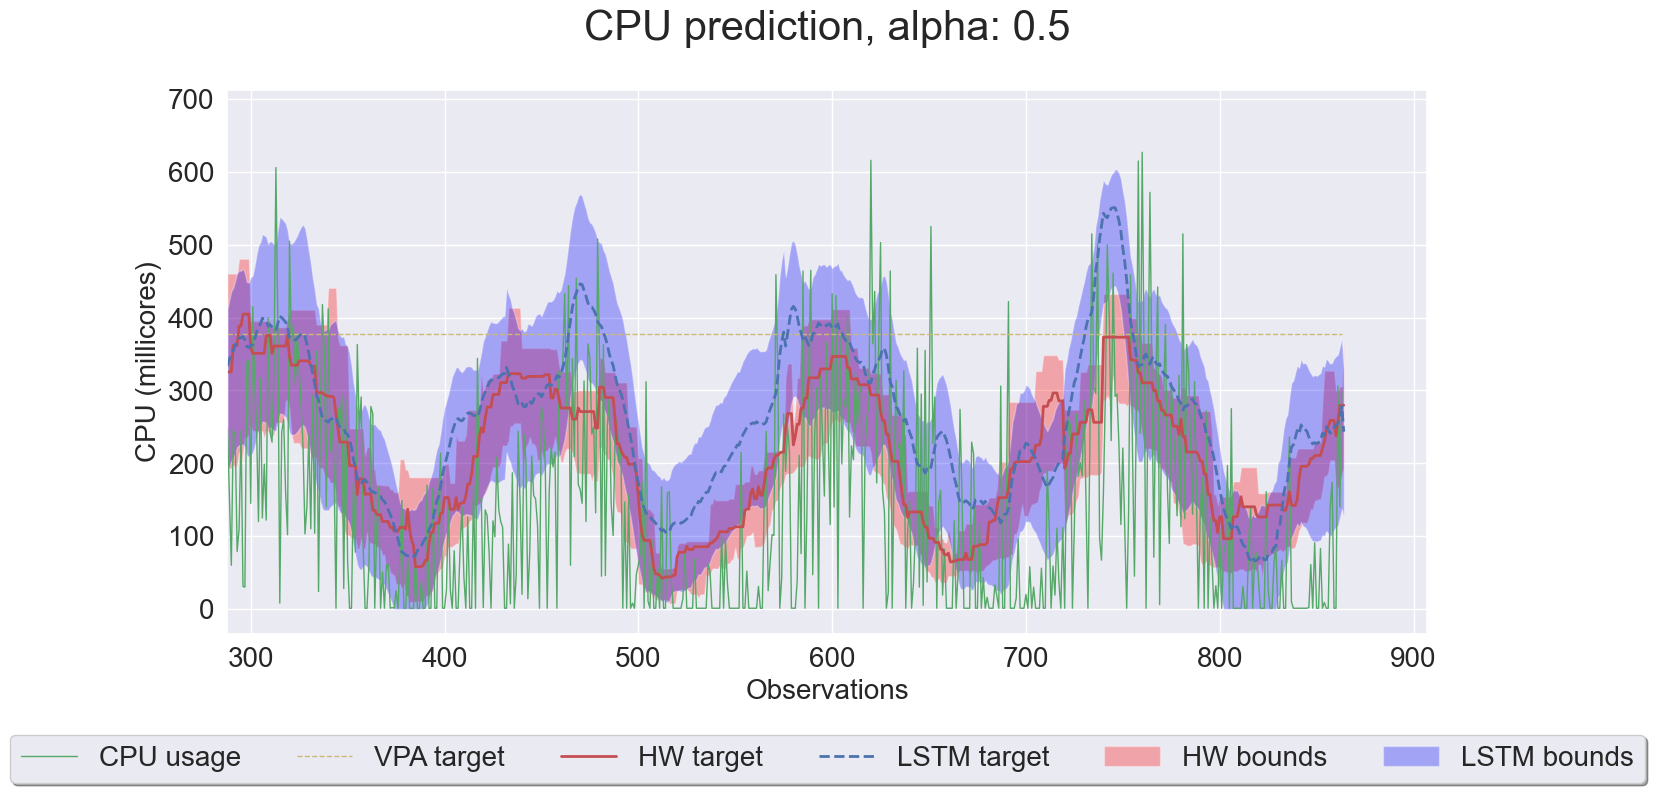 CPU prediction, alpha: 0.5
700
600
500
400
300
200
100
0
CPU (millicores)
300 400 500 600 700 800 900
Observations
CPU usage VPA target HW target LSTM target HW bounds LSTM bounds